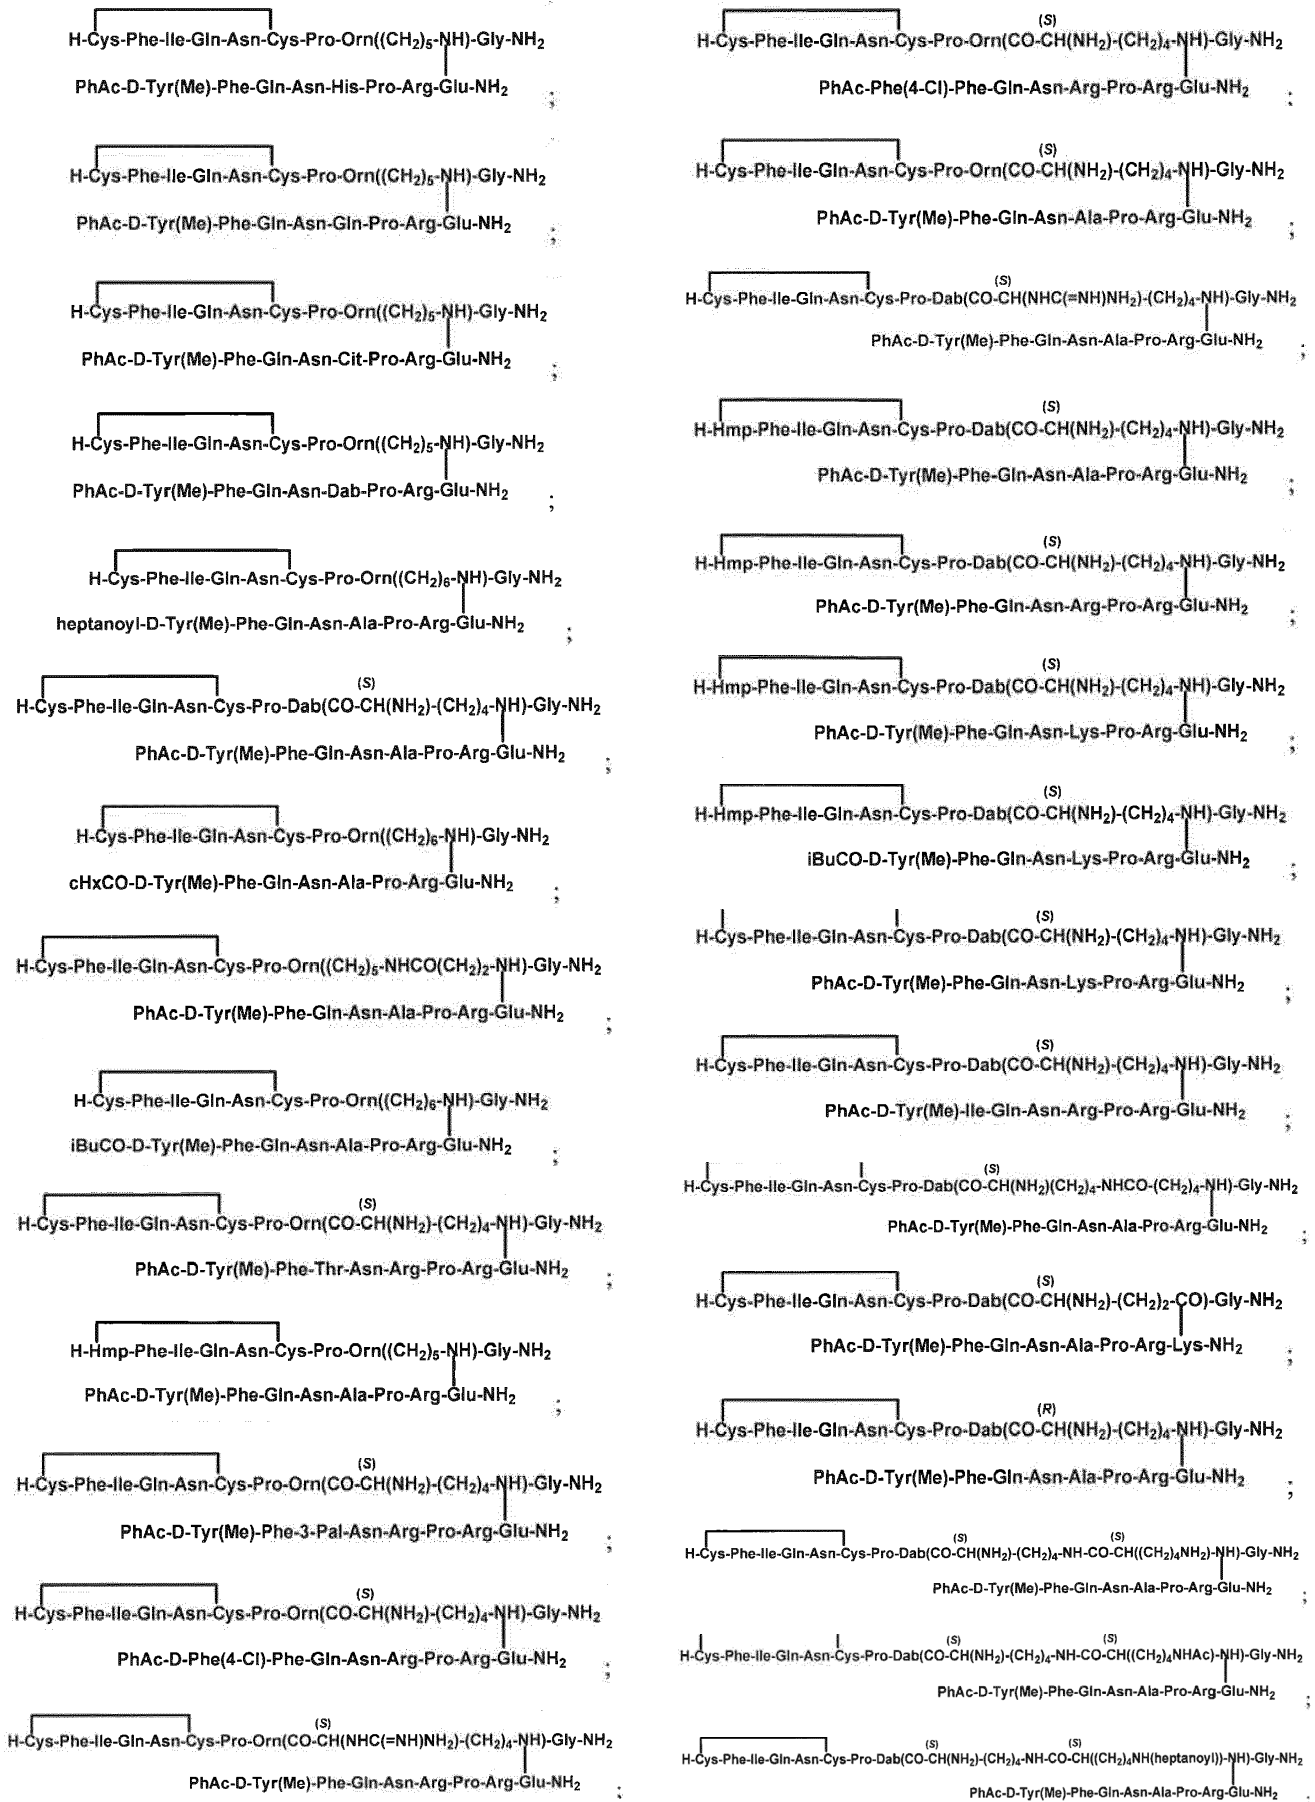 H-Cys-Phe-Ile-Gln-Asn-Cys-Pro-Orn((CH2)5-NH)-Gly-NH2
PhAc-D-Tyr(Me)-Phe-Gln-Asn-His-Pro-Arg-Glu-NH2 ;
H-Cys-Phe-Ile-Gln-Asn-Cys-Pro-Orn((CH2)5-NH)-Gly-NH2
PhAc-D-Tyr(Me)-Phe-Gln-Asn-Gln-Pro-Arg-Glu-NH2 ;
H-Cys-Phe-Ile-Gln-Asn-Cys-Pro-Orn((CH2)5-NH)-Gly-NH2
PhAc-D-Tyr(Me)-Phe-Gln-Asn-Cit-Pro-Arg-Glu-NH2 ;
H-Cys-Phe-Ile-Gln-Asn-Cys-Pro-Orn((CH2)5-NH)-Gly-NH2
PhAc-D-Tyr(Me)-Phe-Gln-Asn-Dab-Pro-Arg-Glu-NH2 ;
H-Cys-Phe-Ile-Gln-Asn-Cys-Pro-Orn((CH2)6-NH)-Gly-NH2
heptanoyl-D-Tyr(Me)-Phe-Gln-Asn-Ala-Pro-Arg-Glu-NH2 ;
(S)
H-Cys-Phe-Ile-Gln-Asn-Cys-Pro-Dab(CO-CH(NH2)-(CH2)4-NH)-Gly-NH2
PhAc-D-Tyr(Me)-Phe-Gln-Asn-Ala-Pro-Arg-Glu-NH2 ;
H-Cys-Phe-Ile-Gln-Asn-Cys-Pro-Orn((CH2)6-NH)-Gly-NH2
cHxCO-D-Tyr(Me)-Phe-Gln-Asn-Ala-Pro-Arg-Glu-NH2 ;
H-Cys-Phe-Ile-Gln-Asn-Cys-Pro-Orn((CH2)5-NHCO(CH2)2-NH)-Gly-NH2
PhAc-D-Tyr(Me)-Phe-Gln-Asn-Ala-Pro-Arg-Glu-NH2 ;
H-Cys-Phe-Ile-Gln-Asn-Cys-Pro-Orn((CH2)6-NH)-Gly-NH2
iBuCO-D-Tyr(Me)-Phe-Gln-Asn-Ala-Pro-Arg-Glu-NH2 ;
(S)
H-Cys-Phe-Ile-Gln-Asn-Cys-Pro-Orn(CO-CH(NH2)-(CH2)4-NH)-Gly-NH2
PhAc-D-Tyr(Me)-Phe-Thr-Asn-Arg-Pro-Arg-Glu-NH2 ;
H-Hmp-Phe-Ile-Gln-Asn-Cys-Pro-Orn((CH2)5-NH)-Gly-NH2
PhAc-D-Tyr(Me)-Phe-Gln-Asn-Ala-Pro-Arg-Glu-NH2 ;
(S)
H-Cys-Phe-Ile-Gln-Asn-Cys-Pro-Orn(CO-CH(NH2)-(CH2)4-NH)-Gly-NH2
PhAc-D-Tyr(Me)-Phe-3-Pal-Asn-Arg-Pro-Arg-Glu-NH2 ;
(S)
H-Cys-Phe-Ile-Gln-Asn-Cys-Pro-Orn(CO-CH(NH2)-(CH2)4-NH)-Gly-NH2
PhAc-D-Phe(4-Cl)-Phe-Gln-Asn-Arg-Pro-Arg-Glu-NH2 ;
(S)
H-Cys-Phe-Ile-Gln-Asn-Cys-Pro-Orn(CO-CH(NHC(=NH)NH2)-(CH2)4-NH)-Gly-NH2
PhAc-D-Tyr(Me)-Phe-Gln-Asn-Arg-Pro-Arg-Glu-NH2 ;
(S)
H-Cys-Phe-Ile-Gln-Asn-Cys-Pro-Orn(CO-CH(NH2)-(CH2)4-NH)-Gly-NH2
PhAc-Phe(4-Cl)-Phe-Gln-Asn-Arg-Pro-Arg-Glu-NH2 ;
(S)
H-Cys-Phe-Ile-Gln-Asn-Cys-Pro-Orn(CO-CH(NH2)-(CH2)4-NH)-Gly-NH2
PhAc-D-Tyr(Me)-Phe-Gln-Asn-Ala-Pro-Arg-Glu-NH2 ;
(S)
H-Cys-Phe-Ile-Gln-Asn-Cys-Pro-Dab(CO-CH(NHC(=NH)NH2)-(CH2)4-NH)-Gly-NH2
PhAc-D-Tyr(Me)-Phe-Gln-Asn-Ala-Pro-Arg-Glu-NH2 ;
(S)
H-Hmp-Phe-Ile-Gln-Asn-Cys-Pro-Dab(CO-CH(NH2)-(CH2)4-NH)-Gly-NH2
PhAc-D-Tyr(Me)-Phe-Gln-Asn-Ala-Pro-Arg-Glu-NH2 ;
(S)
H-Hmp-Phe-Ile-Gln-Asn-Cys-Pro-Dab(CO-CH(NH2)-(CH2)4-NH)-Gly-NH2
PhAc-D-Tyr(Me)-Phe-Gln-Asn-Arg-Pro-Arg-Glu-NH2 ;
(S)
H-Hmp-Phe-Ile-Gln-Asn-Cys-Pro-Dab(CO-CH(NH2)-(CH2)4-NH)-Gly-NH2
PhAc-D-Tyr(Me)-Phe-Gln-Asn-Lys-Pro-Arg-Glu-NH2 ;
(S)
H-Hmp-Phe-Ile-Gln-Asn-Cys-Pro-Dab(CO-CH(NH2)-(CH2)4-NH)-Gly-NH2
iBuCO-D-Tyr(Me)-Phe-Gln-Asn-Lys-Pro-Arg-Glu-NH2 ;
(S)
H-Cys-Phe-Ile-Gln-Asn-Cys-Pro-Dab(CO-CH(NH2)-(CH2)4-NH)-Gly-NH2
PhAc-D-Tyr(Me)-Phe-Gln-Asn-Lys-Pro-Arg-Glu-NH2 ;
(S)
H-Cys-Phe-Ile-Gln-Asn-Cys-Pro-Dab(CO-CH(NH2)-(CH2)4-NH)-Gly-NH2
PhAc-D-Tyr(Me)-Ile-Gln-Asn-Arg-Pro-Arg-Glu-NH2 ;
(S)
H-Cys-Phe-Ile-Gln-Asn-Cys-Pro-Dab(CO-CH(NH2)(CH2)4-NHCO-(CH2)4-NH)-Gly-NH2
PhAc-D-Tyr(Me)-Phe-Gln-Asn-Ala-Pro-Arg-Glu-NH2 ;
(S)
H-Cys-Phe-Ile-Gln-Asn-Cys-Pro-Dab(CO-CH(NH2)-(CH2)2-CO)-Gly-NH2
PhAc-D-Tyr(Me)-Phe-Gln-Asn-Ala-Pro-Arg-Lys-NH2 ;
(R)
H-Cys-Phe-Ile-Gln-Asn-Cys-Pro-Dab(CO-CH(NH2)-(CH2)4-NH)-Gly-NH2
PhAc-D-Tyr(Me)-Phe-Gln-Asn-Ala-Pro-Arg-Glu-NH2 ;
(S) (S)
H-Cys-Phe-Ile-Gln-Asn-Cys-Pro-Dab(CO-CH(NH2)-(CH2)4-NH-CO-CH((CH2)4NH2)-NH)-Gly-NH2
PhAc-D-Tyr(Me)-Phe-Gln-Asn-Ala-Pro-Arg-Glu-NH2 ;
(S) (S)
H-Cys-Phe-Ile-Gln-Asn-Cys-Pro-Dab(CO-CH(NH2)-(CH2)4-NH-CO-CH((CH2)4NHAc)-NH)-Gly-NH2
PhAc-D-Tyr(Me)-Phe-Gln-Asn-Ala-Pro-Arg-Glu-NH2 ;
(S) (S)
H-Cys-Phe-Ile-Gln-Asn-Cys-Pro-Dab(CO-CH(NH2)-(CH2)4-NH-CO-CH((CH2)4NH(heptanoyl))-NH)-Gly-NH2
PhAc-D-Tyr(Me)-Phe-Gln-Asn-Ala-Pro-Arg-Glu-NH2 ;